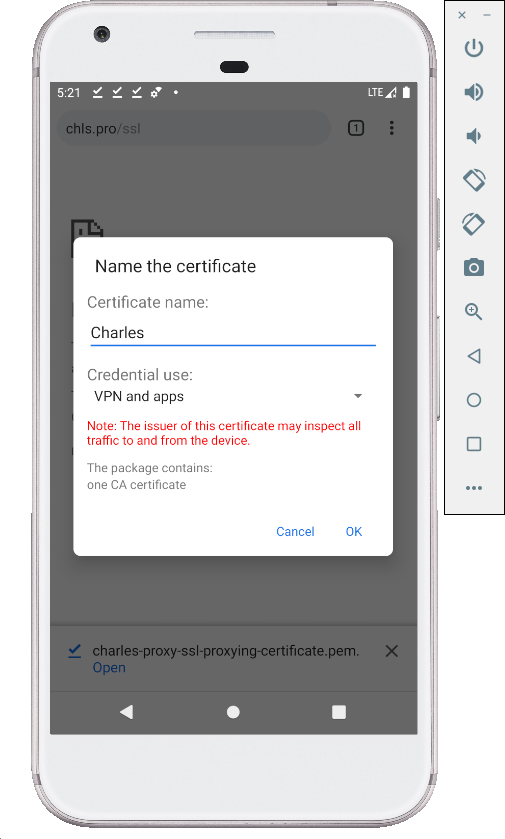 5:21
LTE
chls.pro/ssl
1
Name the certificate
Certificate name:
Charles
Credential use:
VPN and apps
Note: The issuer of this certificate may inspect all
traffic to and from the device.
The package contains:
one CA certificate
Cancel
OK
charles-proxy-ssl-proxying-certificate.pem.
Open